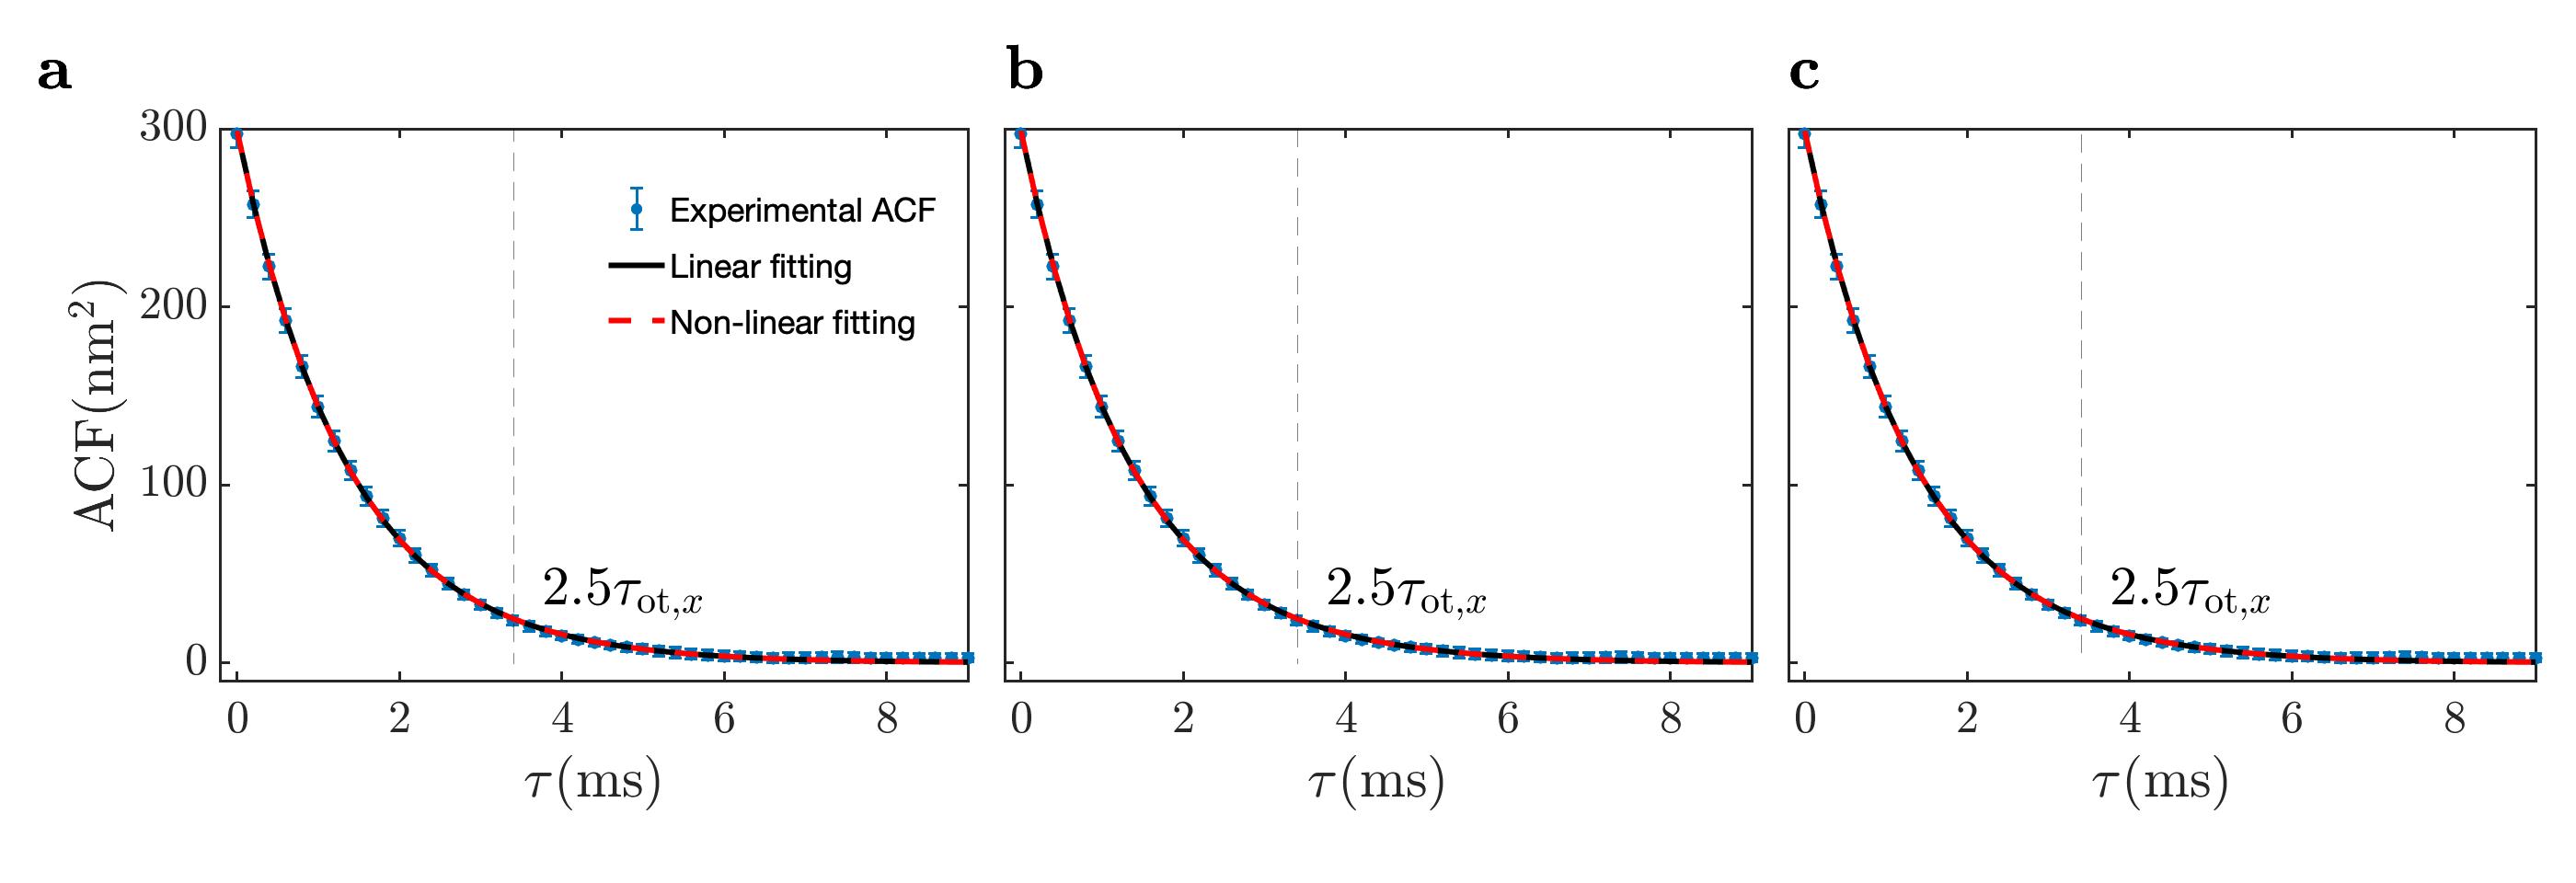 a
b
c
300
200
100
0
ACF(nm²)
Experimental ACF
Linear fitting
Non-linear fitting
2.5τot,x
2.5τot,x
2.5τot,x
0 2 4 6 8
0 2 4 6 8
0 2 4 6 8
τ(ms)
τ(ms)
τ(ms)